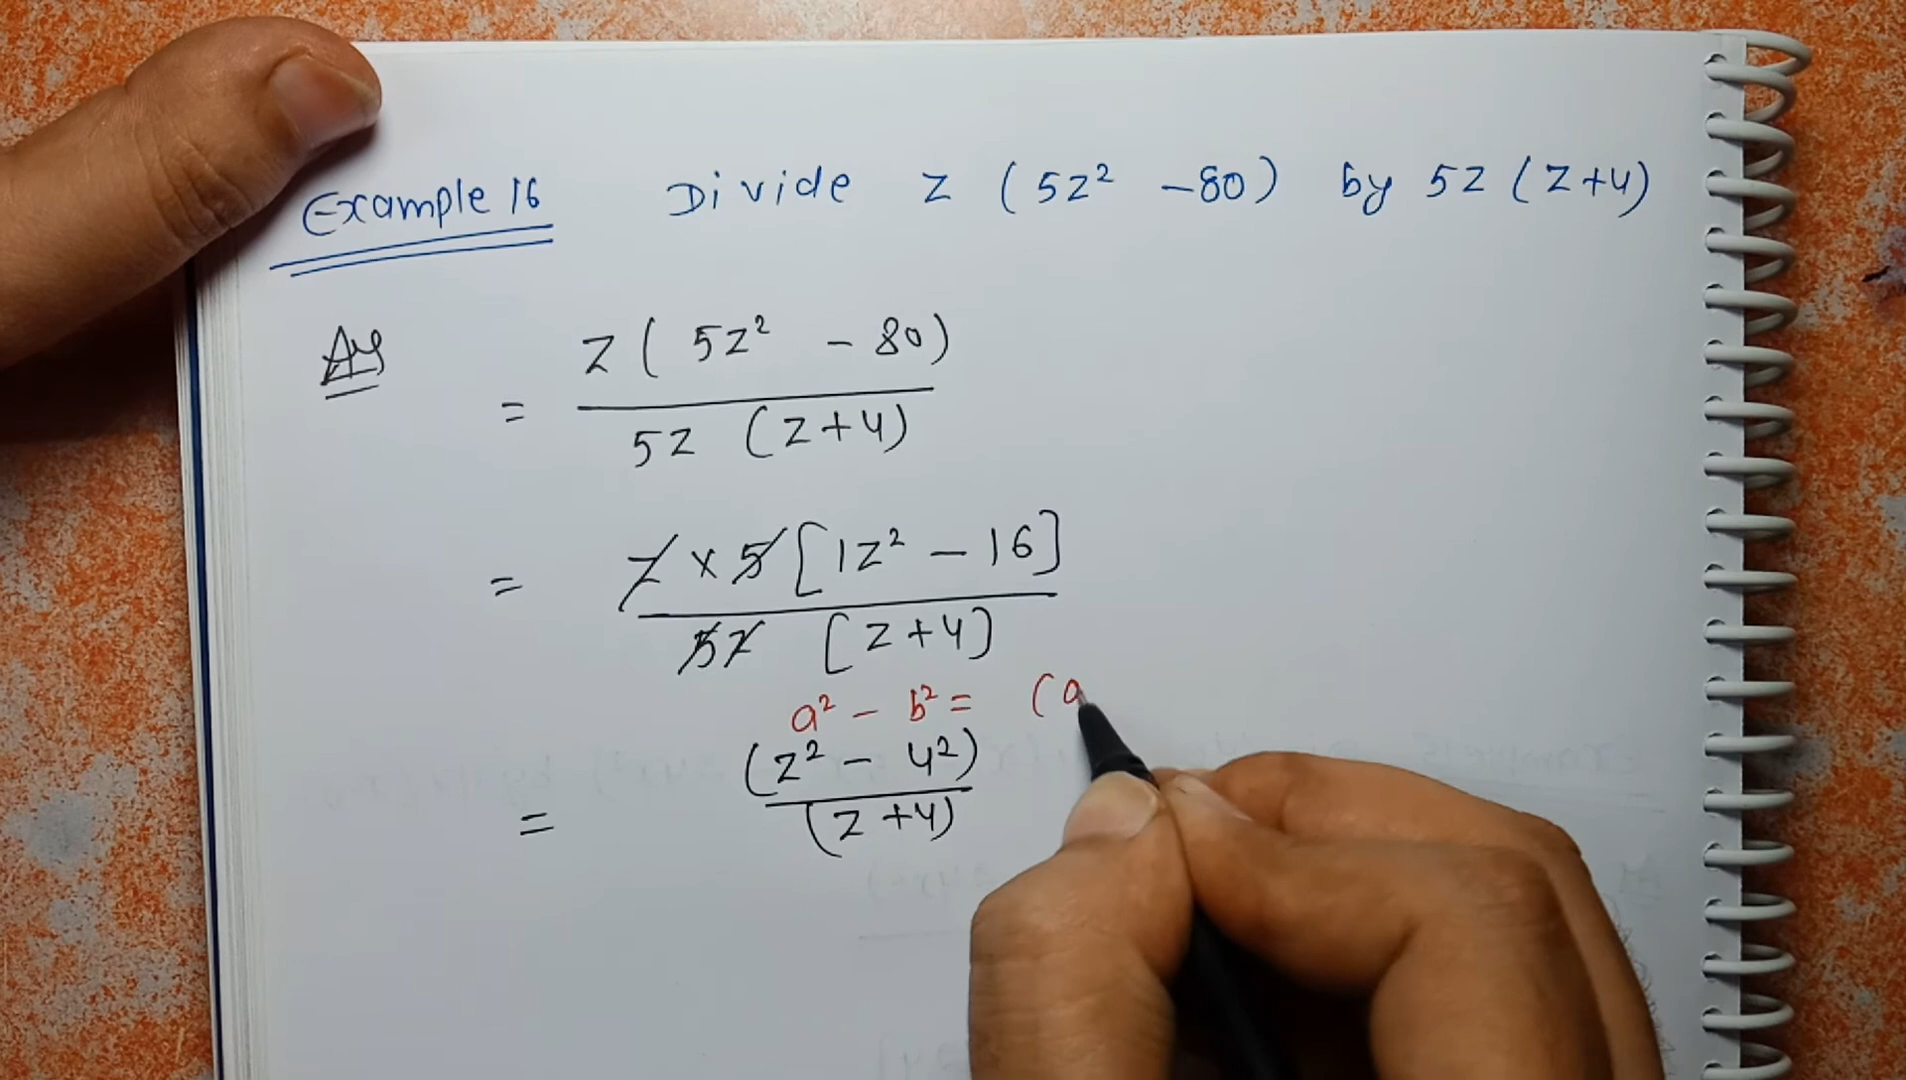 Example 16 Divide z (5z² - 80) by 5z (z+4)
Ans z ( 5z² - 80)
=
5z (z+4)
= z x 5 [1z² - 16]
5z [z+4]
a² - b² = (a
(z² - 4²)
=
(z +4)